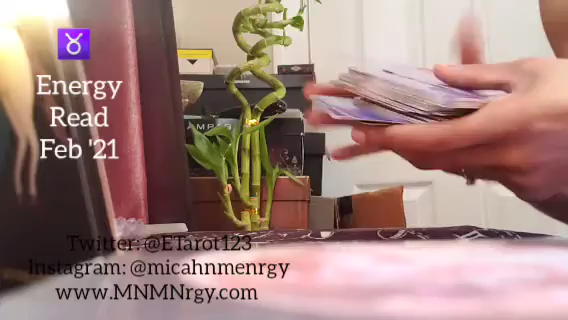 ♉
Energy
Read
Feb '21
Twitter: @ETarot123
Instagram: @micahnmenrgy
www.MNMNrgy.com